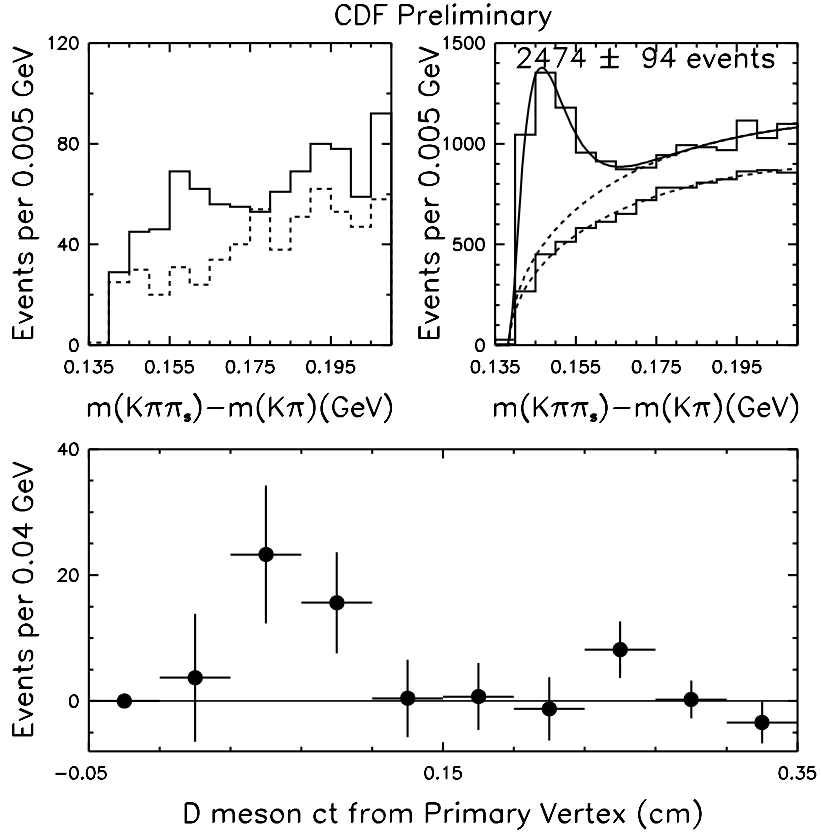 CDF Preliminary
120
80
40
0
Events per 0.005 GeV
0.135 0.155 0.175 0.195
m(Kππs)−m(Kπ)(GeV)
2474 ± 94 events
1500
1000
500
0
Events per 0.005 GeV
0.135 0.155 0.175 0.195
m(Kππs)−m(Kπ)(GeV)
40
20
0
Events per 0.04 GeV
−0.05 0.15 0.35
D meson ct from Primary Vertex (cm)